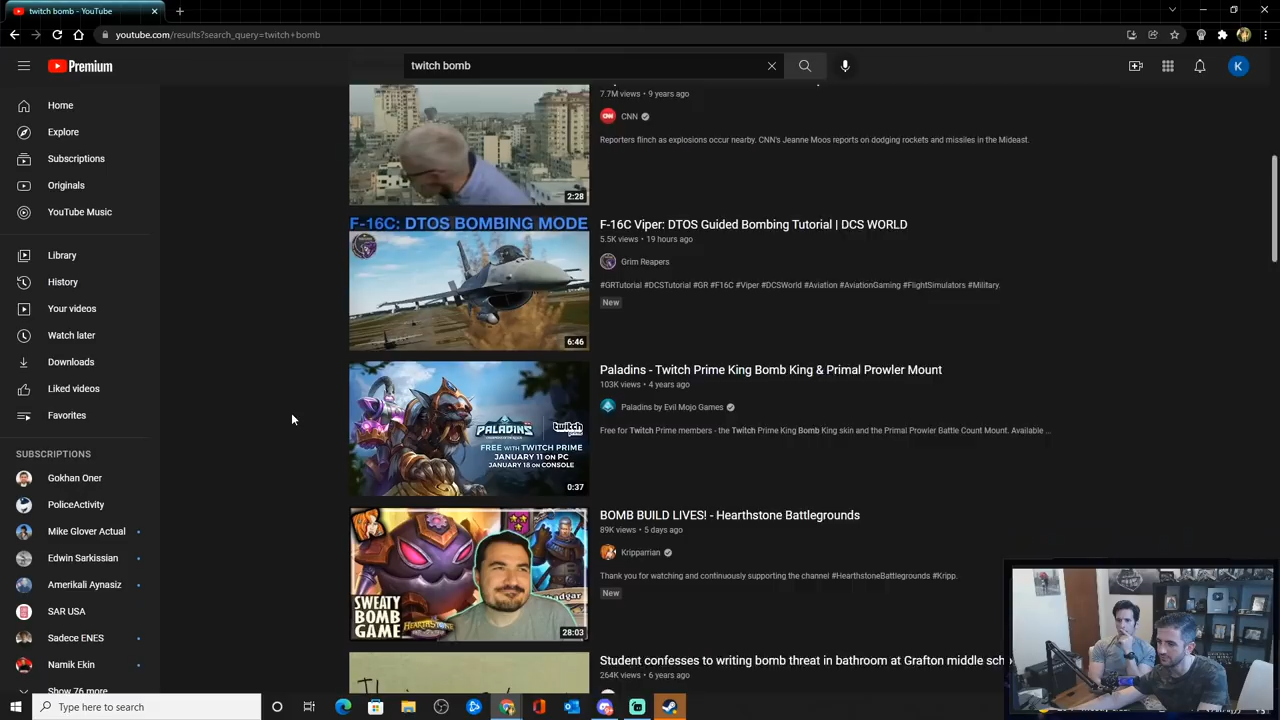 twitch bomb - YouTube
youtube.com/results?search_query=twitch+bomb
Premium
twitch bomb
K
Home
Explore
Subscriptions
Originals
YouTube Music
Library
History
Your videos
Watch later
Downloads
Liked videos
Favorites
SUBSCRIPTIONS
Gokhan Oner
PoliceActivity
Mike Glover Actual
Edwin Sarkissian
Amerikali Aynasiz
SAR USA
Sadece ENES
Namik Ekin
Show 76 more
7.7M views • 9 years ago
CNN
Reporters flinch as explosions occur nearby. CNN's Jeanne Moos reports on dodging rockets and missiles in the Mideast.
2:28
F-16C: DTOS BOMBING MODE
6:46
F-16C Viper: DTOS Guided Bombing Tutorial | DCS WORLD
5.5K views • 19 hours ago
Grim Reapers
#GRTutorial #DCSTutorial #GR #F16C #Viper #DCSWorld #Aviation #AviationGaming #FlightSimulators #Military.
New
PALADINS
twitch prime
FREE WITH TWITCH PRIME
JANUARY 11 ON PC
JANUARY 18 ON CONSOLE
0:37
Paladins - Twitch Prime King Bomb King & Primal Prowler Mount
103K views • 4 years ago
Paladins by Evil Mojo Games
Free for Twitch Prime members - the Twitch Prime King Bomb King skin and the Primal Prowler Battle Count Mount. Available ...
SWEATY
BOMB
GAME
HEARTHSTONE
28:03
BOMB BUILD LIVES! - Hearthstone Battlegrounds
89K views • 5 days ago
Kripparrian
Thank you for watching and continuously supporting the channel #HearthstoneBattlegrounds #Kripp.
New
Student confesses to writing bomb threat in bathroom at Grafton middle scho
264K views • 6 years ago
Type here to search